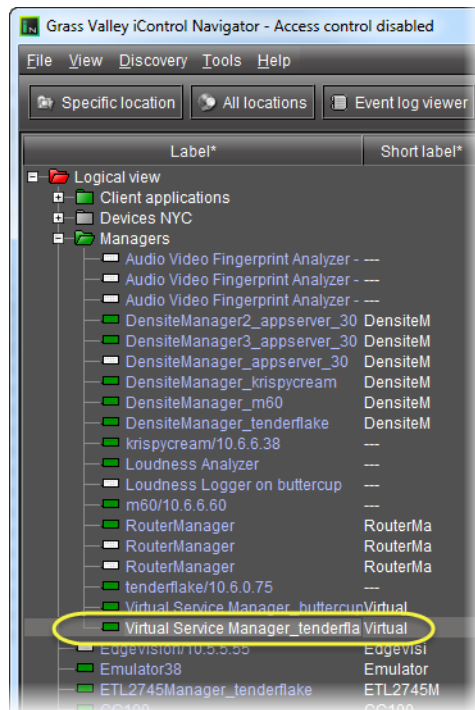 Grass Valley iControl Navigator - Access control disabled
File View Discovery Tools Help
Specific location All locations Event log viewer
Label* Short label*
Logical view
Client applications
Devices NYC
Managers
Audio Video Fingerprint Analyzer - ---
Audio Video Fingerprint Analyzer - ---
Audio Video Fingerprint Analyzer - ---
DensiteManager2_appserver_30 DensiteM
DensiteManager3_appserver_30 DensiteM
DensiteManager_appserver_30 DensiteM
DensiteManager_krispycream DensiteM
DensiteManager_m60 DensiteM
DensiteManager_tenderflake DensiteM
krispycream/10.6.6.38 ---
Loudness Analyzer ---
Loudness Logger on buttercup ---
m60/10.6.6.60 ---
RouterManager RouterMa
RouterManager RouterMa
RouterManager RouterMa
tenderflake/10.6.0.75 ---
Virtual Service Manager_buttercup Virtual
Virtual Service Manager_tenderfla Virtual
EdgeVision/10.5.5.55 EdgeVisi
Emulator38 Emulator
ETL2745Manager_tenderflake ETL2745M